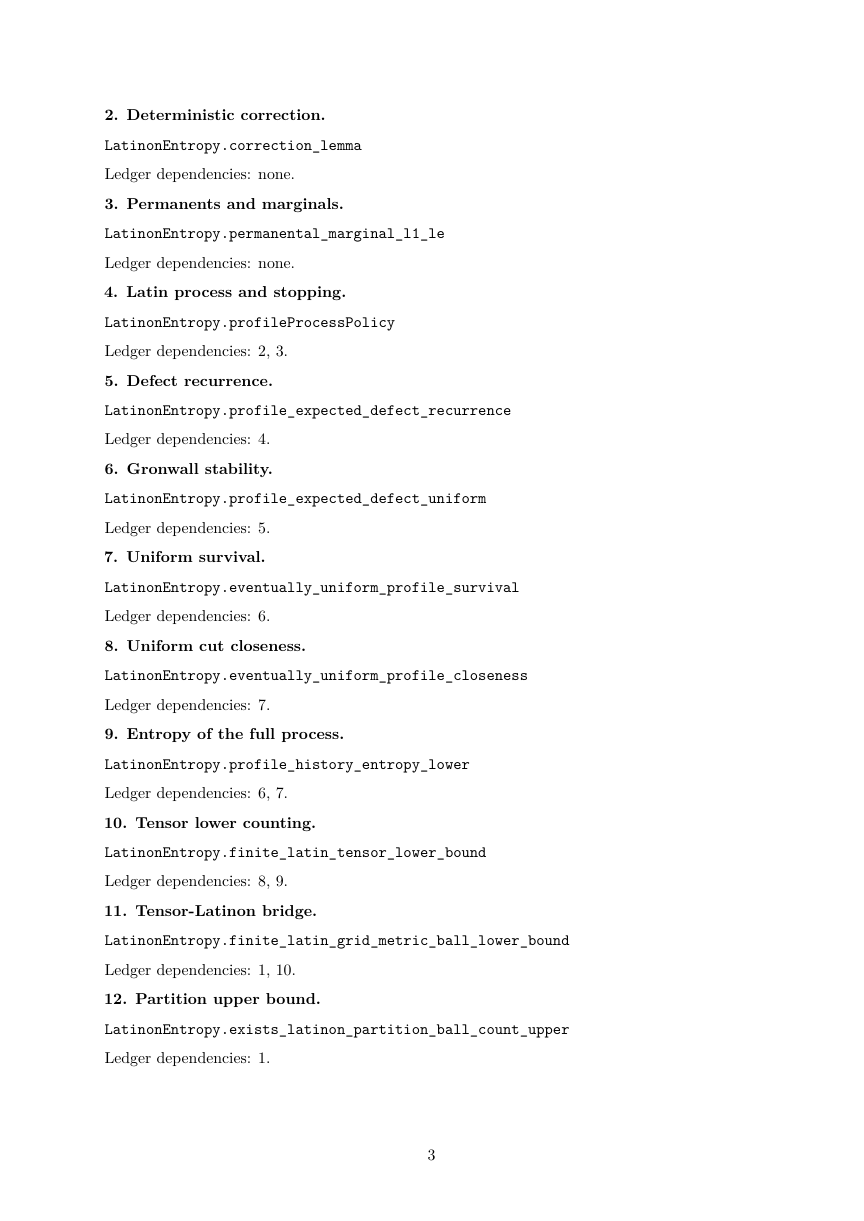 2. Deterministic correction.
LatinonEntropy.correction_lemma
Ledger dependencies: none.
3. Permanents and marginals.
LatinonEntropy.permanental_marginal_l1_le
Ledger dependencies: none.
4. Latin process and stopping.
LatinonEntropy.profileProcessPolicy
Ledger dependencies: 2, 3.
5. Defect recurrence.
LatinonEntropy.profile_expected_defect_recurrence
Ledger dependencies: 4.
6. Gronwall stability.
LatinonEntropy.profile_expected_defect_uniform
Ledger dependencies: 5.
7. Uniform survival.
LatinonEntropy.eventually_uniform_profile_survival
Ledger dependencies: 6.
8. Uniform cut closeness.
LatinonEntropy.eventually_uniform_profile_closeness
Ledger dependencies: 7.
9. Entropy of the full process.
LatinonEntropy.profile_history_entropy_lower
Ledger dependencies: 6, 7.
10. Tensor lower counting.
LatinonEntropy.finite_latin_tensor_lower_bound
Ledger dependencies: 8, 9.
11. Tensor-Latinon bridge.
LatinonEntropy.finite_latin_grid_metric_ball_lower_bound
Ledger dependencies: 1, 10.
12. Partition upper bound.
LatinonEntropy.exists_latinon_partition_ball_count_upper
Ledger dependencies: 1.
3